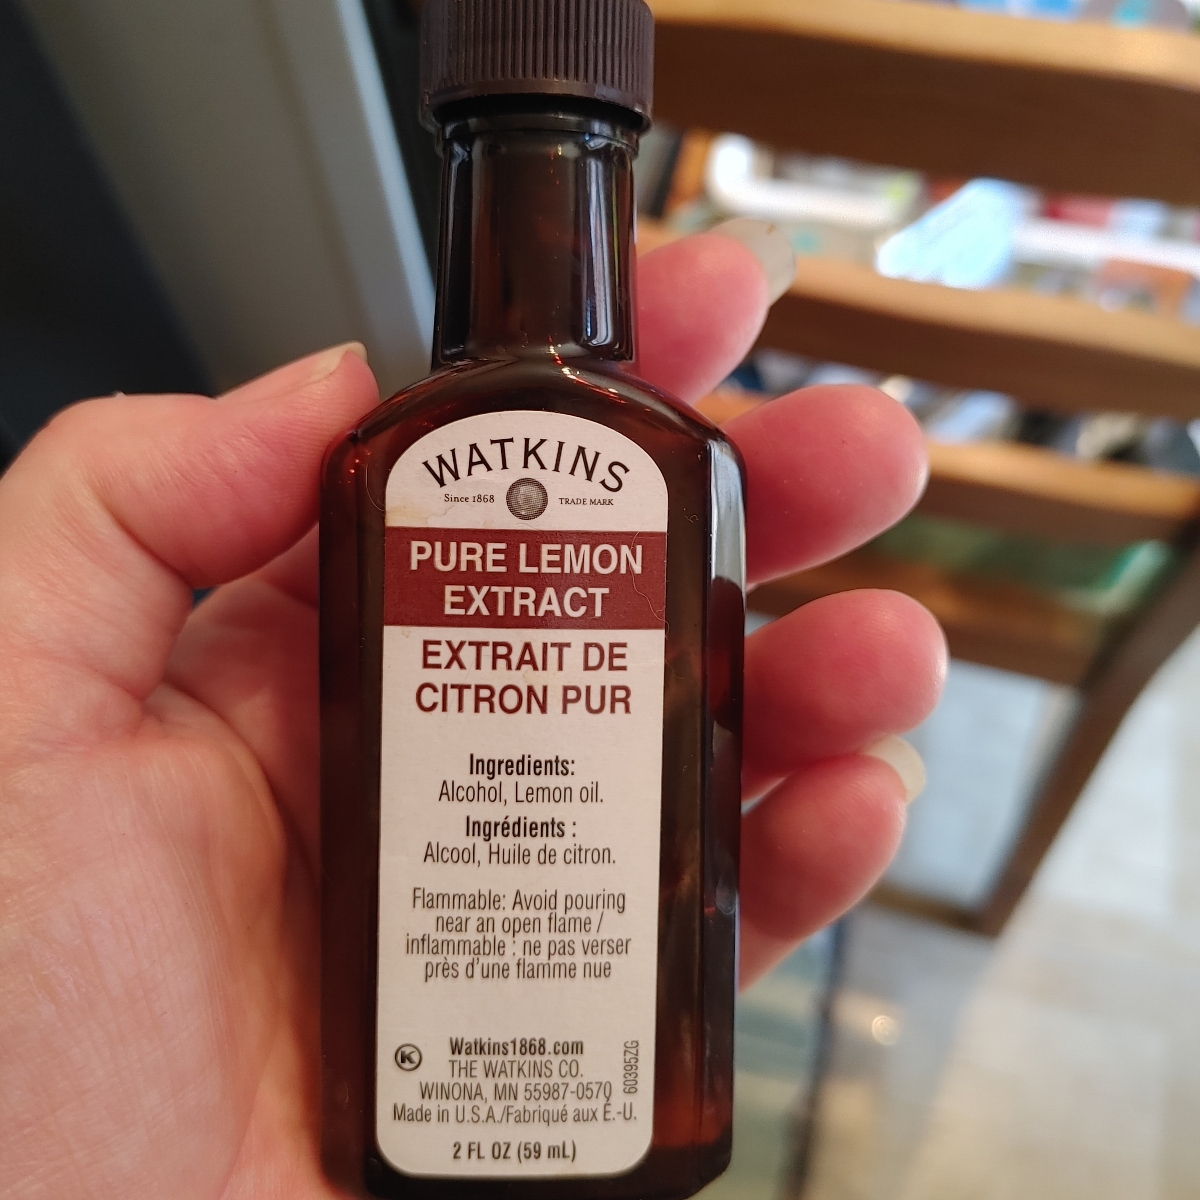 WATKINS
Since 1868 TRADE MARK
PURE LEMON
EXTRACT
EXTRAIT DE
CITRON PUR
Ingredients:
Alcohol, Lemon oil.
Ingrédients :
Alcool, Huile de citron.
Flammable: Avoid pouring
near an open flame /
inflammable : ne pas verser
près d'une flamme nue
K
Watkins1868.com
THE WATKINS CO.
WINONA, MN 55987-0570
Made in U.S.A./Fabriqué aux É.-U.
60395ZG
2 FL OZ (59 mL)